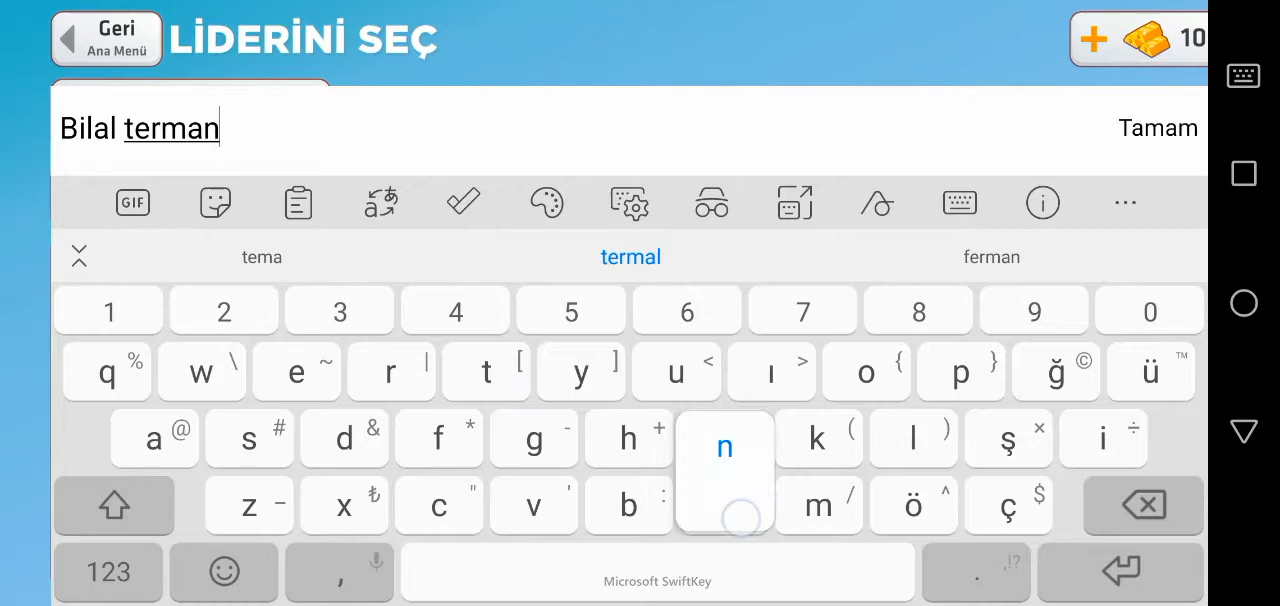 Geri
Ana Menü
LİDERİNİ SEÇ
10
Bilal terman
Tamam
GIF
tema termal ferman
1 2 3 4 5 6 7 8 9 0
q % w \ e ~ r | t [ y ] u < ı > o { p } ğ © ü ™
a @ s # d & f * g - h + n k ( l ) ş × i ÷
z – x ₺ c " v ' b : m / ö ^ ç $
123 , Microsoft SwiftKey . ,!?